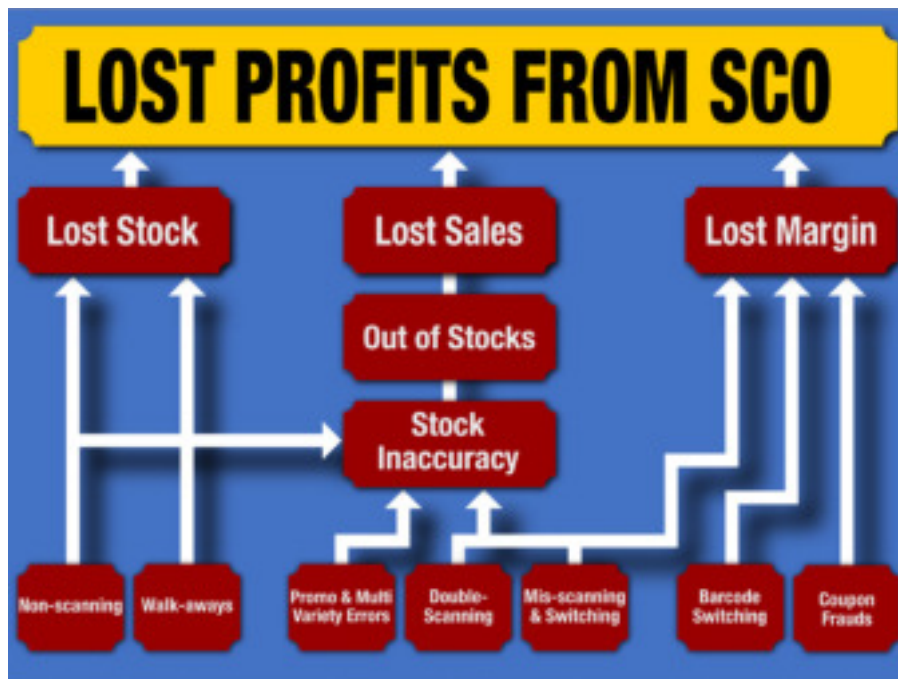 LOST PROFITS FROM SCO
Lost Stock
Lost Sales
Lost Margin
Out of Stocks
Stock
Inaccuracy
Non-scanning
Walk-aways
Promo & Multi
Variety Errors
Double-
Scanning
Mis-scanning
& Switching
Barcode
Switching
Coupon
Frauds